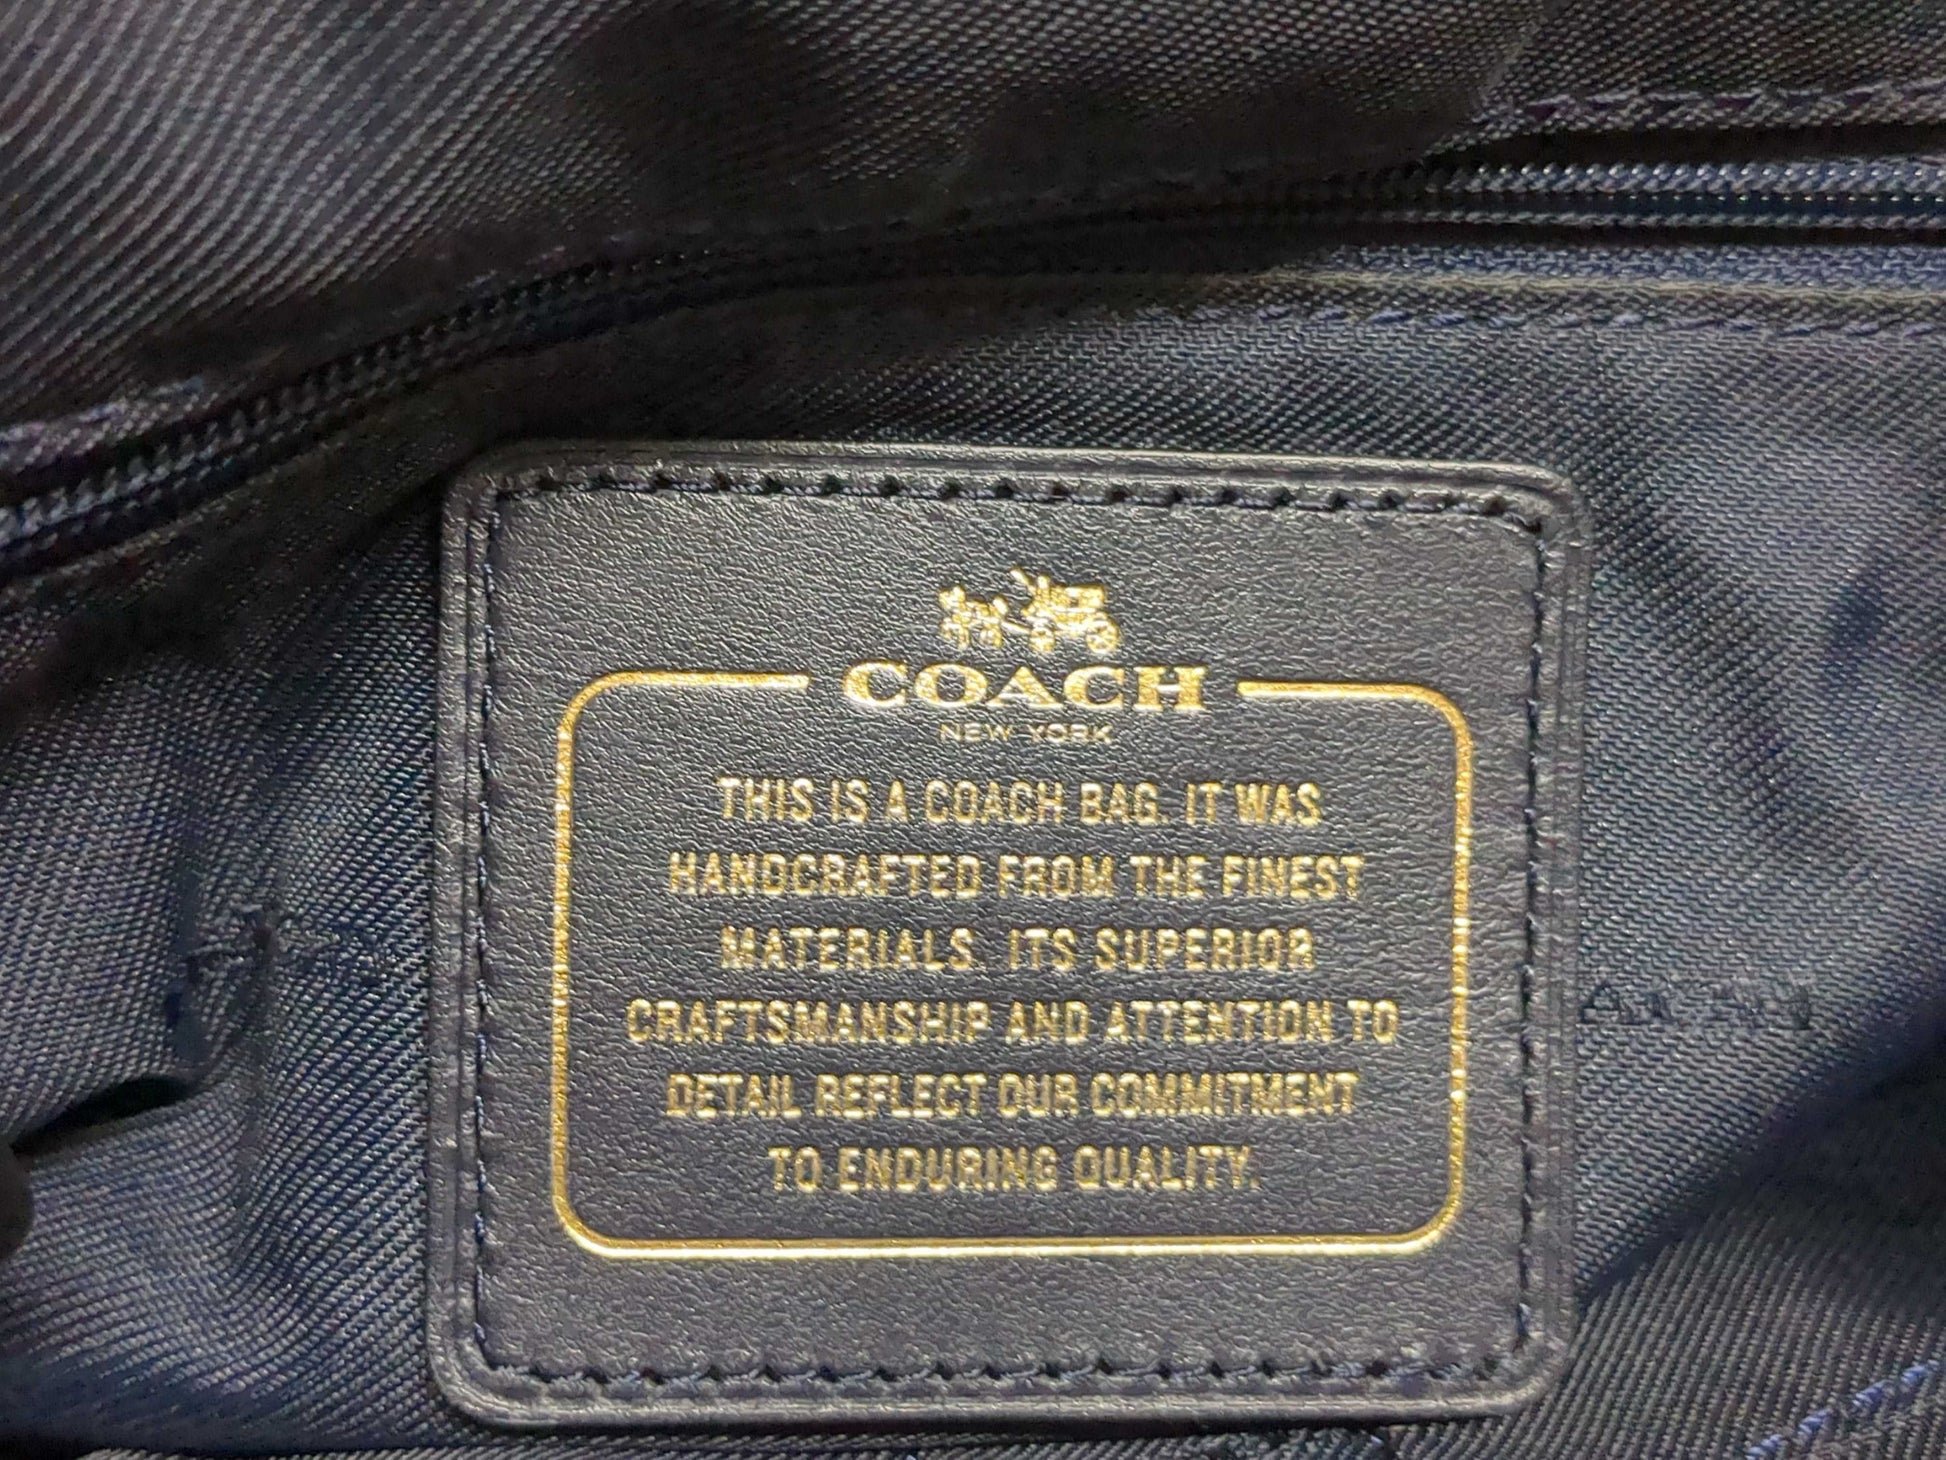 COACH
NEW YORK
THIS IS A COACH BAG. IT WAS
HANDCRAFTED FROM THE FINEST
MATERIALS. ITS SUPERIOR
CRAFTSMANSHIP AND ATTENTION TO
DETAIL REFLECT OUR COMMITMENT
TO ENDURING QUALITY.